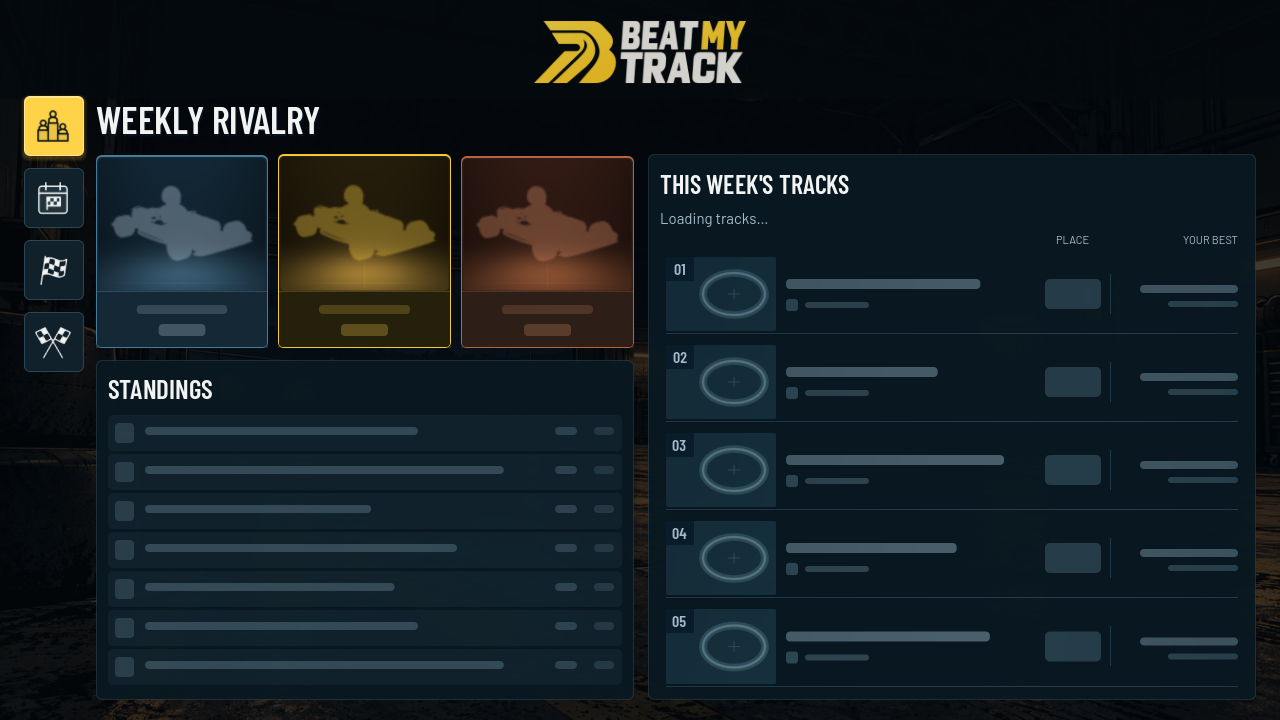 BEAT MY
TRACK
WEEKLY RIVALRY
STANDINGS
THIS WEEK'S TRACKS
Loading tracks...
PLACE YOUR BEST
01
02
03
04
05